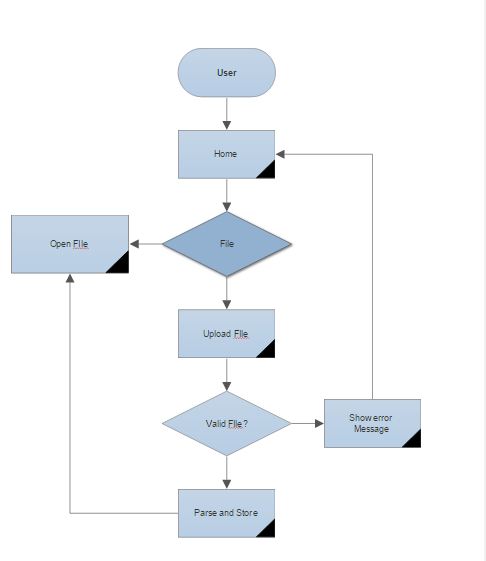 User
Home
Open FIle
File
Upload FIle
Valid FIle?
Show error
Message
Parse and Store